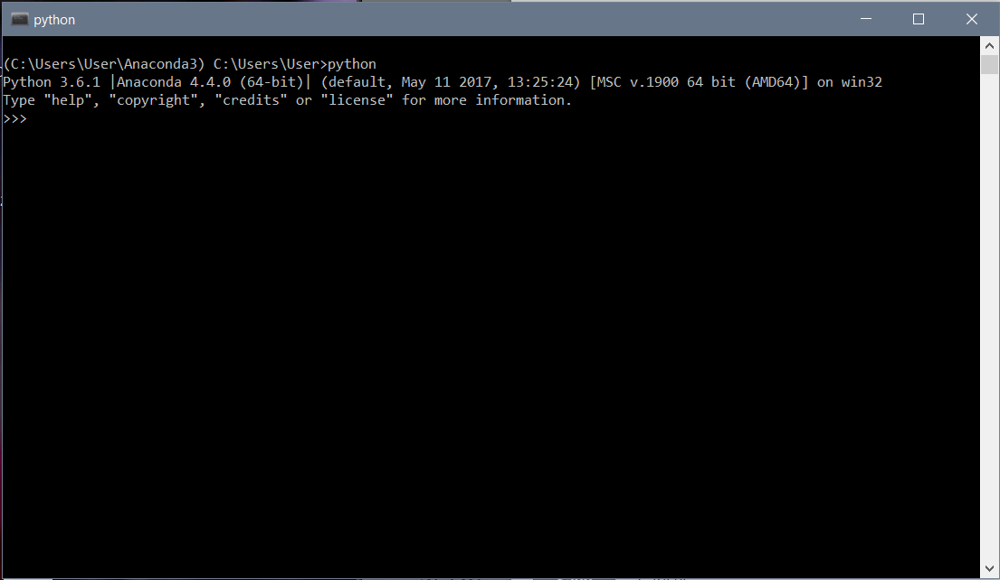 python
(C:\Users\User\Anaconda3) C:\Users\User>python
Python 3.6.1 |Anaconda 4.4.0 (64-bit)| (default, May 11 2017, 13:25:24) [MSC v.1900 64 bit (AMD64)] on win32
Type "help", "copyright", "credits" or "license" for more information.
>>>